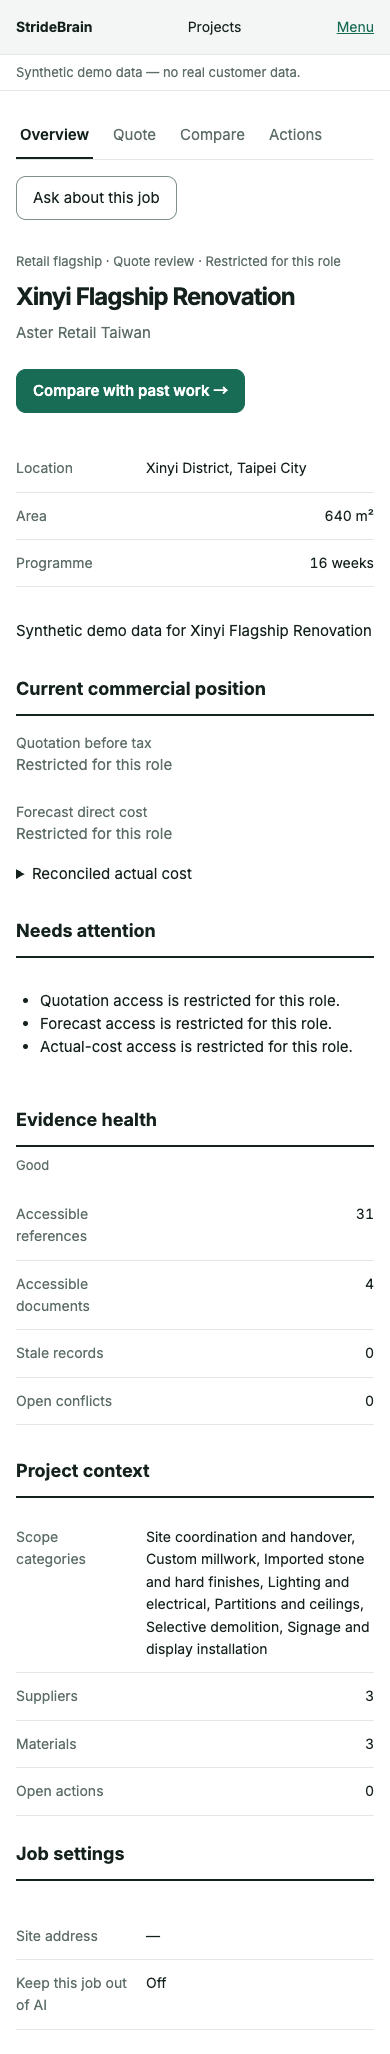 StrideBrain Projects Menu
Synthetic demo data — no real customer data.
Overview Quote Compare Actions
Ask about this job
Retail flagship · Quote review · Restricted for this role
Xinyi Flagship Renovation
Aster Retail Taiwan
Compare with past work →
Location Xinyi District, Taipei City
Area 640 m²
Programme 16 weeks
Synthetic demo data for Xinyi Flagship Renovation
Current commercial position
Quotation before tax
Restricted for this role
Forecast direct cost
Restricted for this role
▶ Reconciled actual cost
Needs attention
• Quotation access is restricted for this role.
• Forecast access is restricted for this role.
• Actual-cost access is restricted for this role.
Evidence health
Good
Accessible 31
references
Accessible 4
documents
Stale records 0
Open conflicts 0
Project context
Scope Site coordination and handover,
categories Custom millwork, Imported stone
and hard finishes, Lighting and
electrical, Partitions and ceilings,
Selective demolition, Signage and
display installation
Suppliers 3
Materials 3
Open actions 0
Job settings
Site address —
Keep this job out Off
of AI